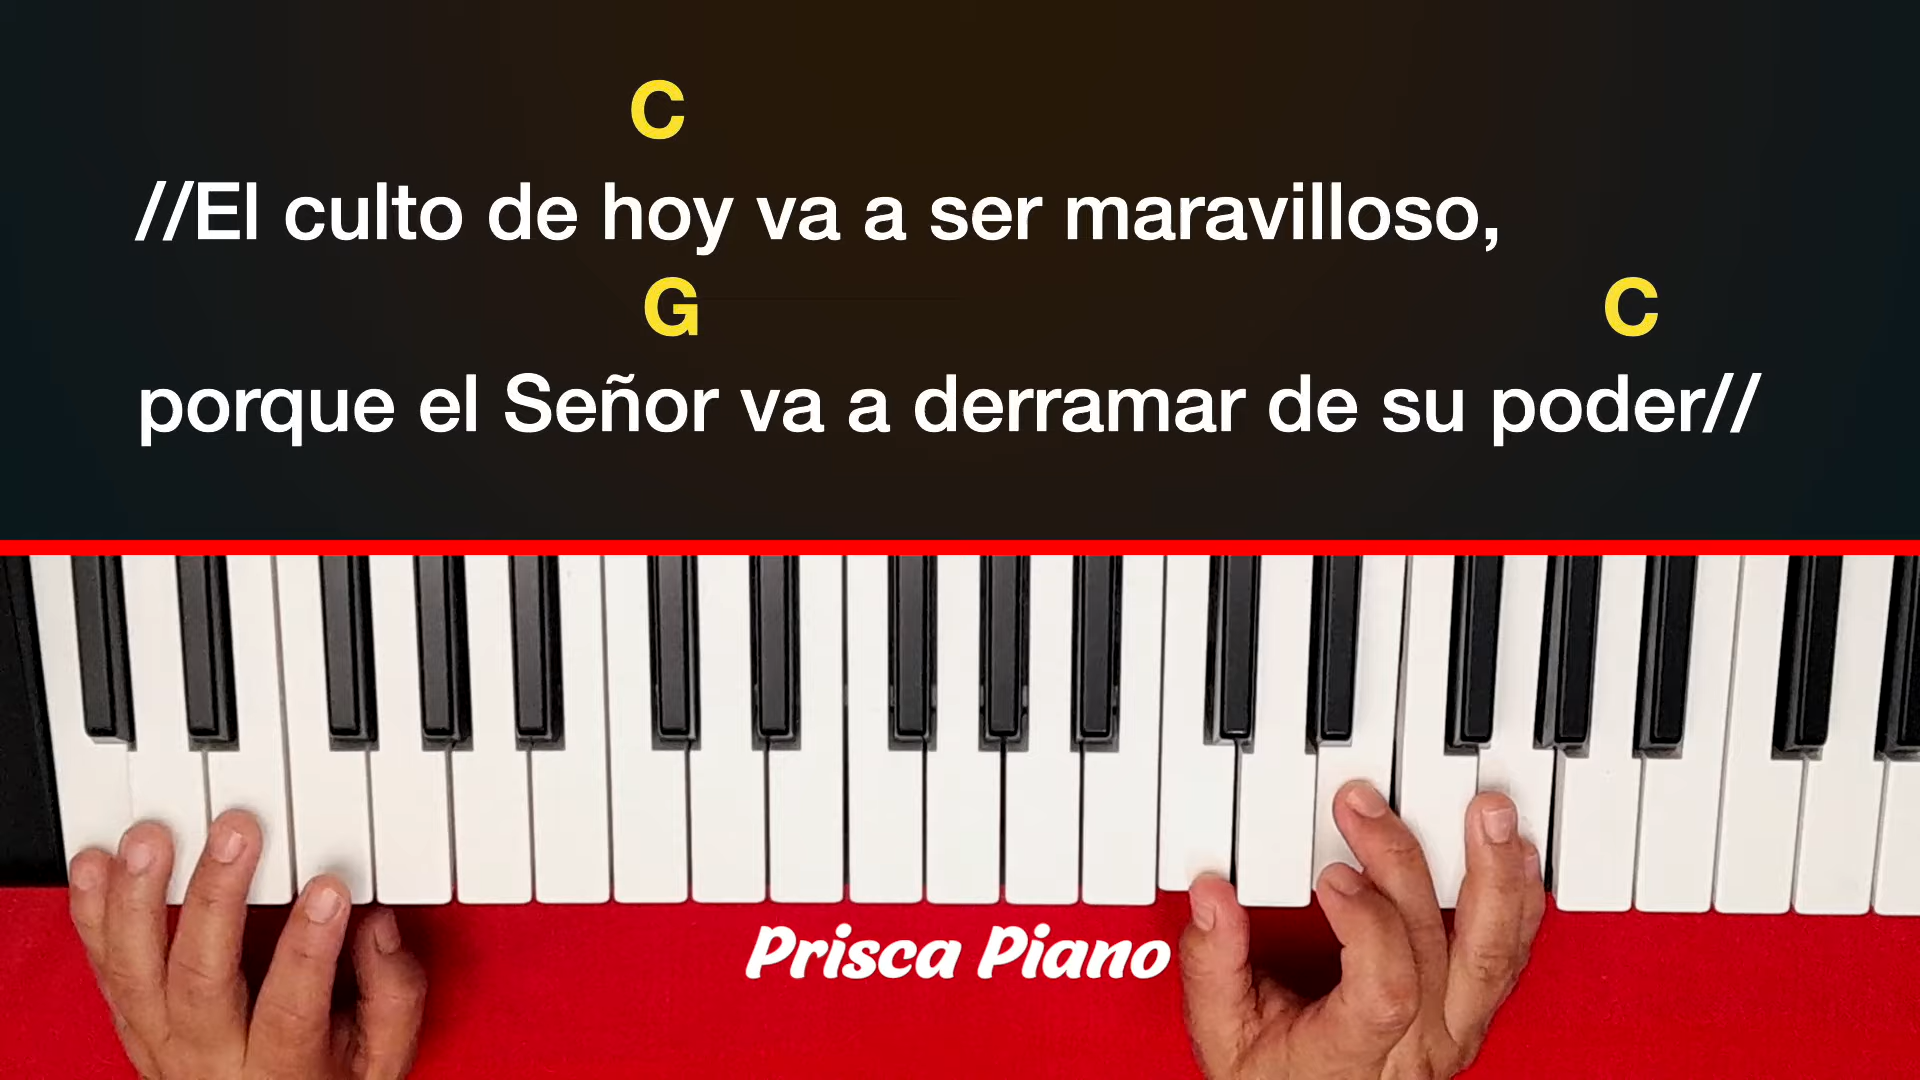 C
//El culto de hoy va a ser maravilloso,
G C
porque el Señor va a derramar de su poder//
Prisca Piano